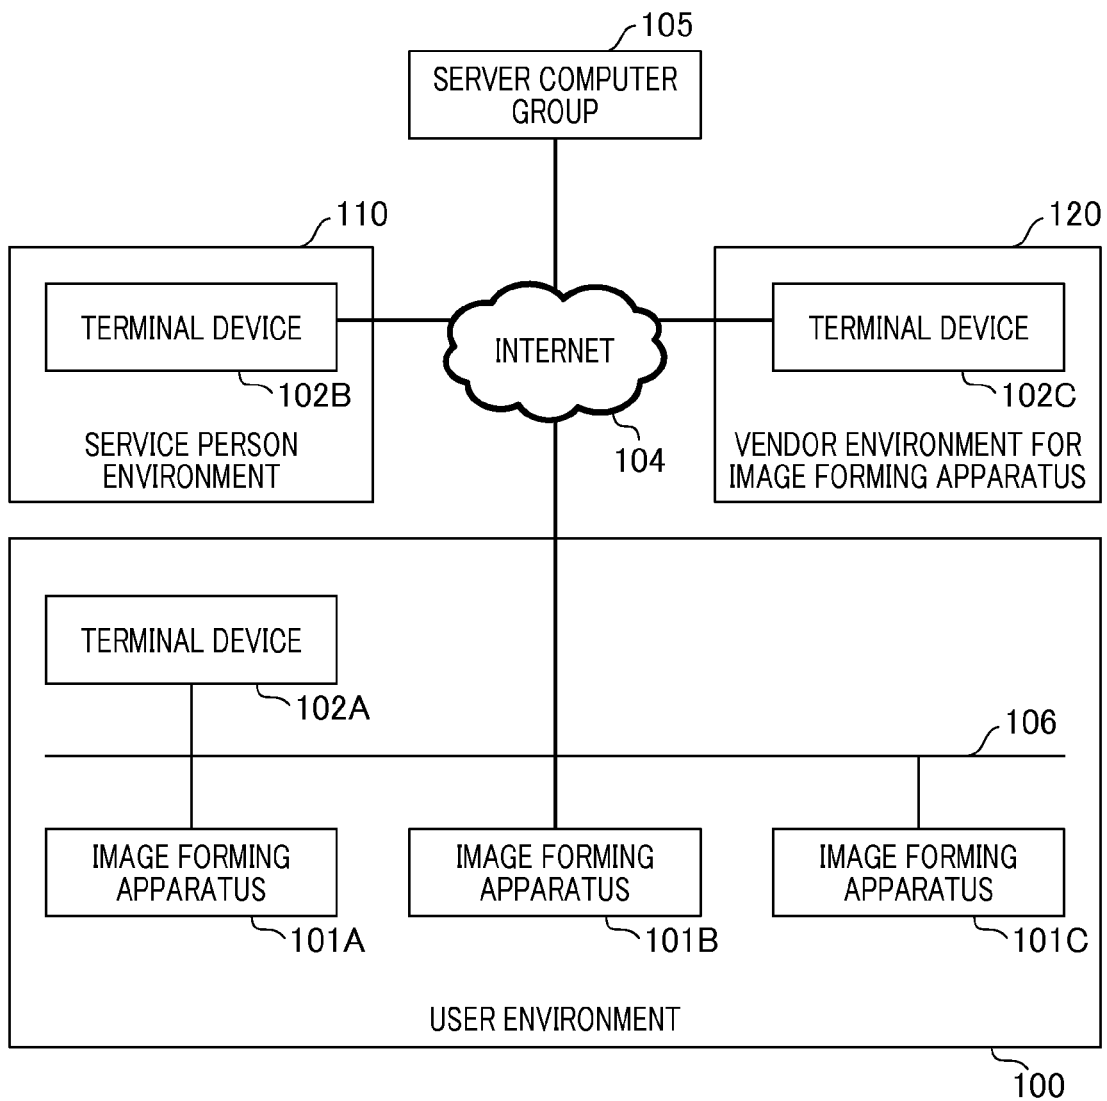 105
SERVER COMPUTER
GROUP
110
120
TERMINAL DEVICE
INTERNET
TERMINAL DEVICE
102B
102C
104
SERVICE PERSON
ENVIRONMENT
VENDOR ENVIRONMENT FOR
IMAGE FORMING APPARATUS
TERMINAL DEVICE
102A
106
IMAGE FORMING
APPARATUS
IMAGE FORMING
APPARATUS
IMAGE FORMING
APPARATUS
101A
101B
101C
USER ENVIRONMENT
100